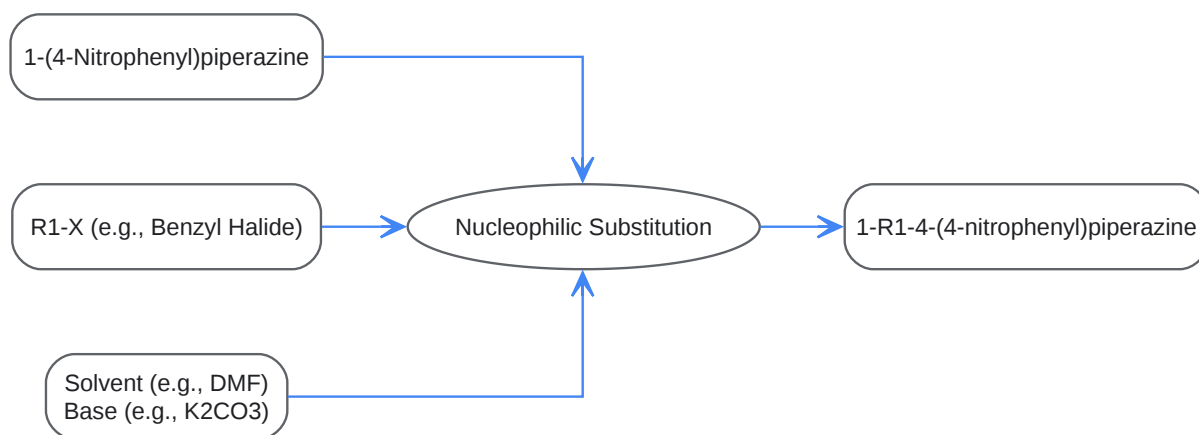 1-(4-Nitrophenyl)piperazine
R1-X (e.g., Benzyl Halide)
Nucleophilic Substitution
1-R1-4-(4-nitrophenyl)piperazine
Solvent (e.g., DMF)
Base (e.g., K2CO3)